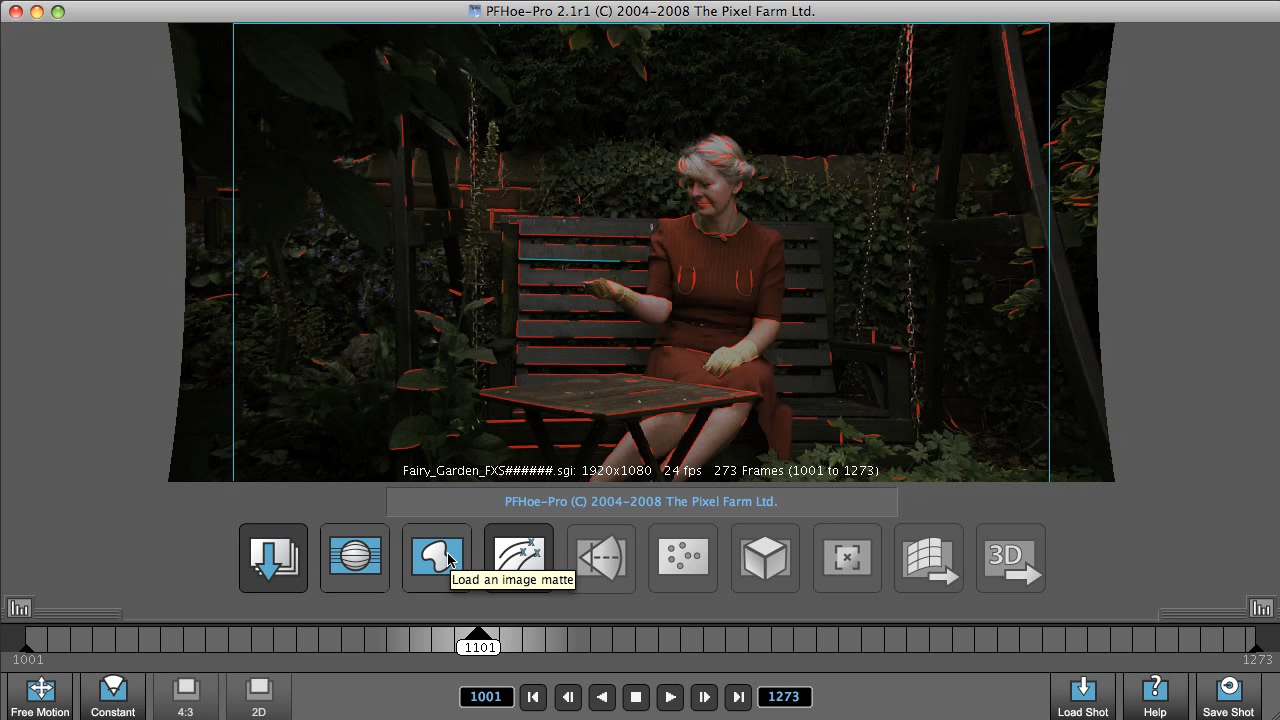 PFHoe-Pro 2.1r1 (C) 2004-2008 The Pixel Farm Ltd.
Fairy_Garden_FXS######.sgi: 1920x1080 24 fps 273 Frames (1001 to 1273)
PFHoe-Pro (C) 2004-2008 The Pixel Farm Ltd.
3D
Load an image matte
1101
1001
1273
1001
1273
Free Motion
Constant
4:3
2D
Load Shot
Help
Save Shot